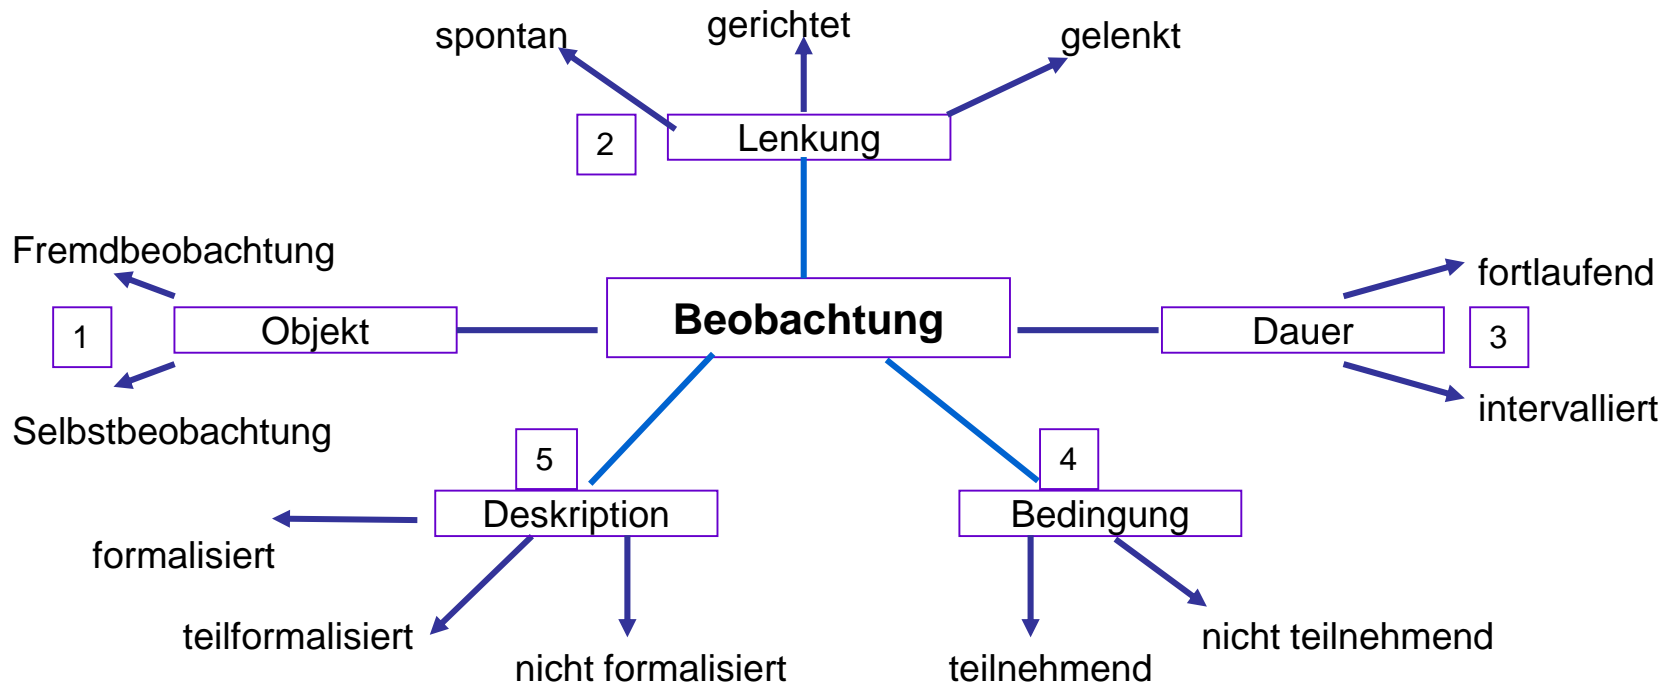 spontan
gerichtet
gelenkt
2
Lenkung
Fremdbeobachtung
1
Objekt
Selbstbeobachtung
Beobachtung
Dauer
3
fortlaufend
intervalliert
5
Deskription
formalisiert
teilformalisiert
nicht formalisiert
4
Bedingung
teilnehmend
nicht teilnehmend